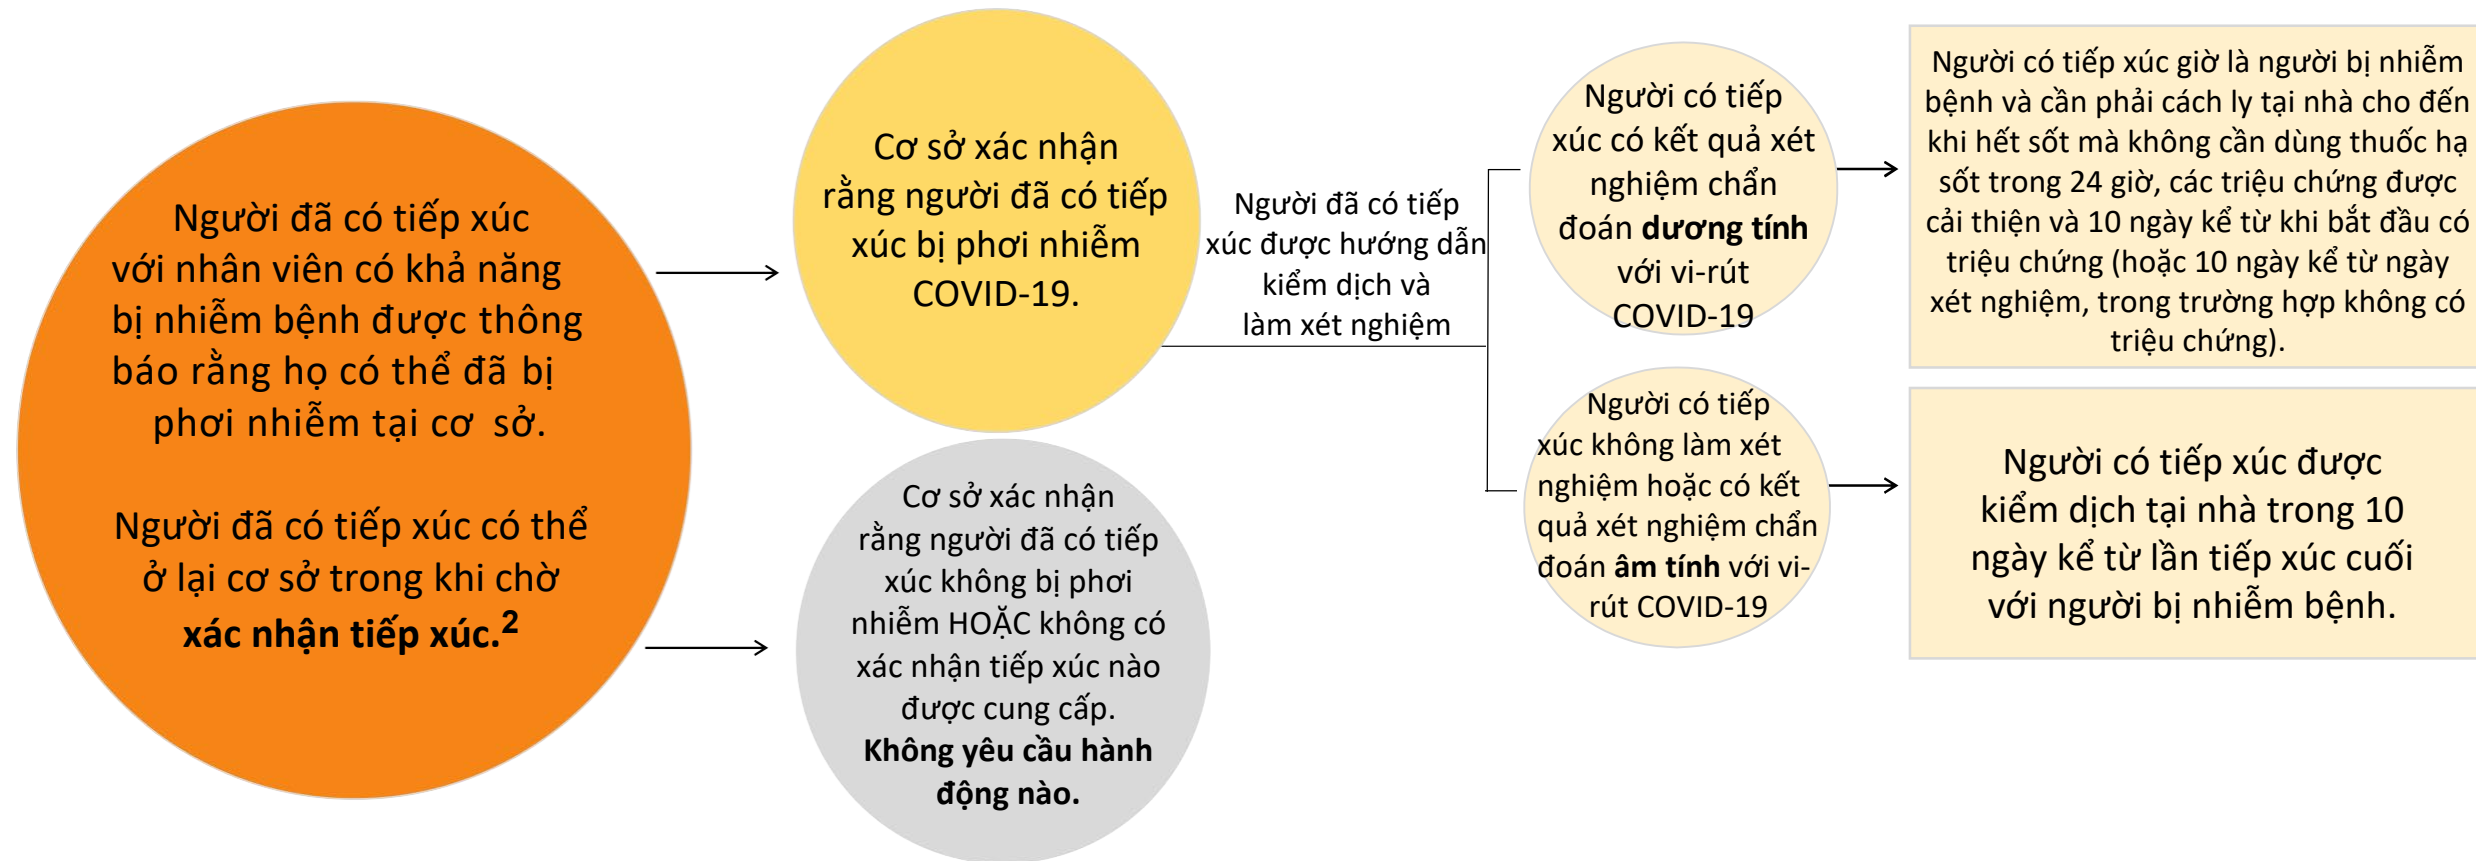 Người đã có tiếp xúc
với nhân viên có khả năng
bị nhiễm bệnh được thông
báo rằng họ có thể đã bị
phơi nhiễm tại cơ sở.
Người đã có tiếp xúc có thể
ở lại cơ sở trong khi chờ
xác nhận tiếp xúc.2
Cơ sở xác nhận
rằng người đã có tiếp
xúc bị phơi nhiễm
COVID-19.
Cơ sở xác nhận
rằng người đã có tiếp
xúc không bị phơi
nhiễm HOẶC không có
xác nhận tiếp xúc nào
được cung cấp.
Không yêu cầu hành
động nào.
Người đã có tiếp
xúc được hướng dẫn
kiểm dịch và
làm xét nghiệm
Người có tiếp
xúc có kết quả xét
nghiệm chẩn
đoán dương tính
với vi-rút
COVID-19
Người có tiếp xúc giờ là người bị nhiễm
bệnh và cần phải cách ly tại nhà cho đến
khi hết sốt mà không cần dùng thuốc hạ
sốt trong 24 giờ, các triệu chứng được
cải thiện và 10 ngày kể từ khi bắt đầu có
triệu chứng (hoặc 10 ngày kể từ ngày
xét nghiệm, trong trường hợp không có
triệu chứng).
Người có tiếp
xúc không làm xét
nghiệm hoặc có kết
quả xét nghiệm chẩn
đoán âm tính với vi-
rút COVID-19
Người có tiếp xúc được
kiểm dịch tại nhà trong 10
ngày kể từ lần tiếp xúc cuối
với người bị nhiễm bệnh.